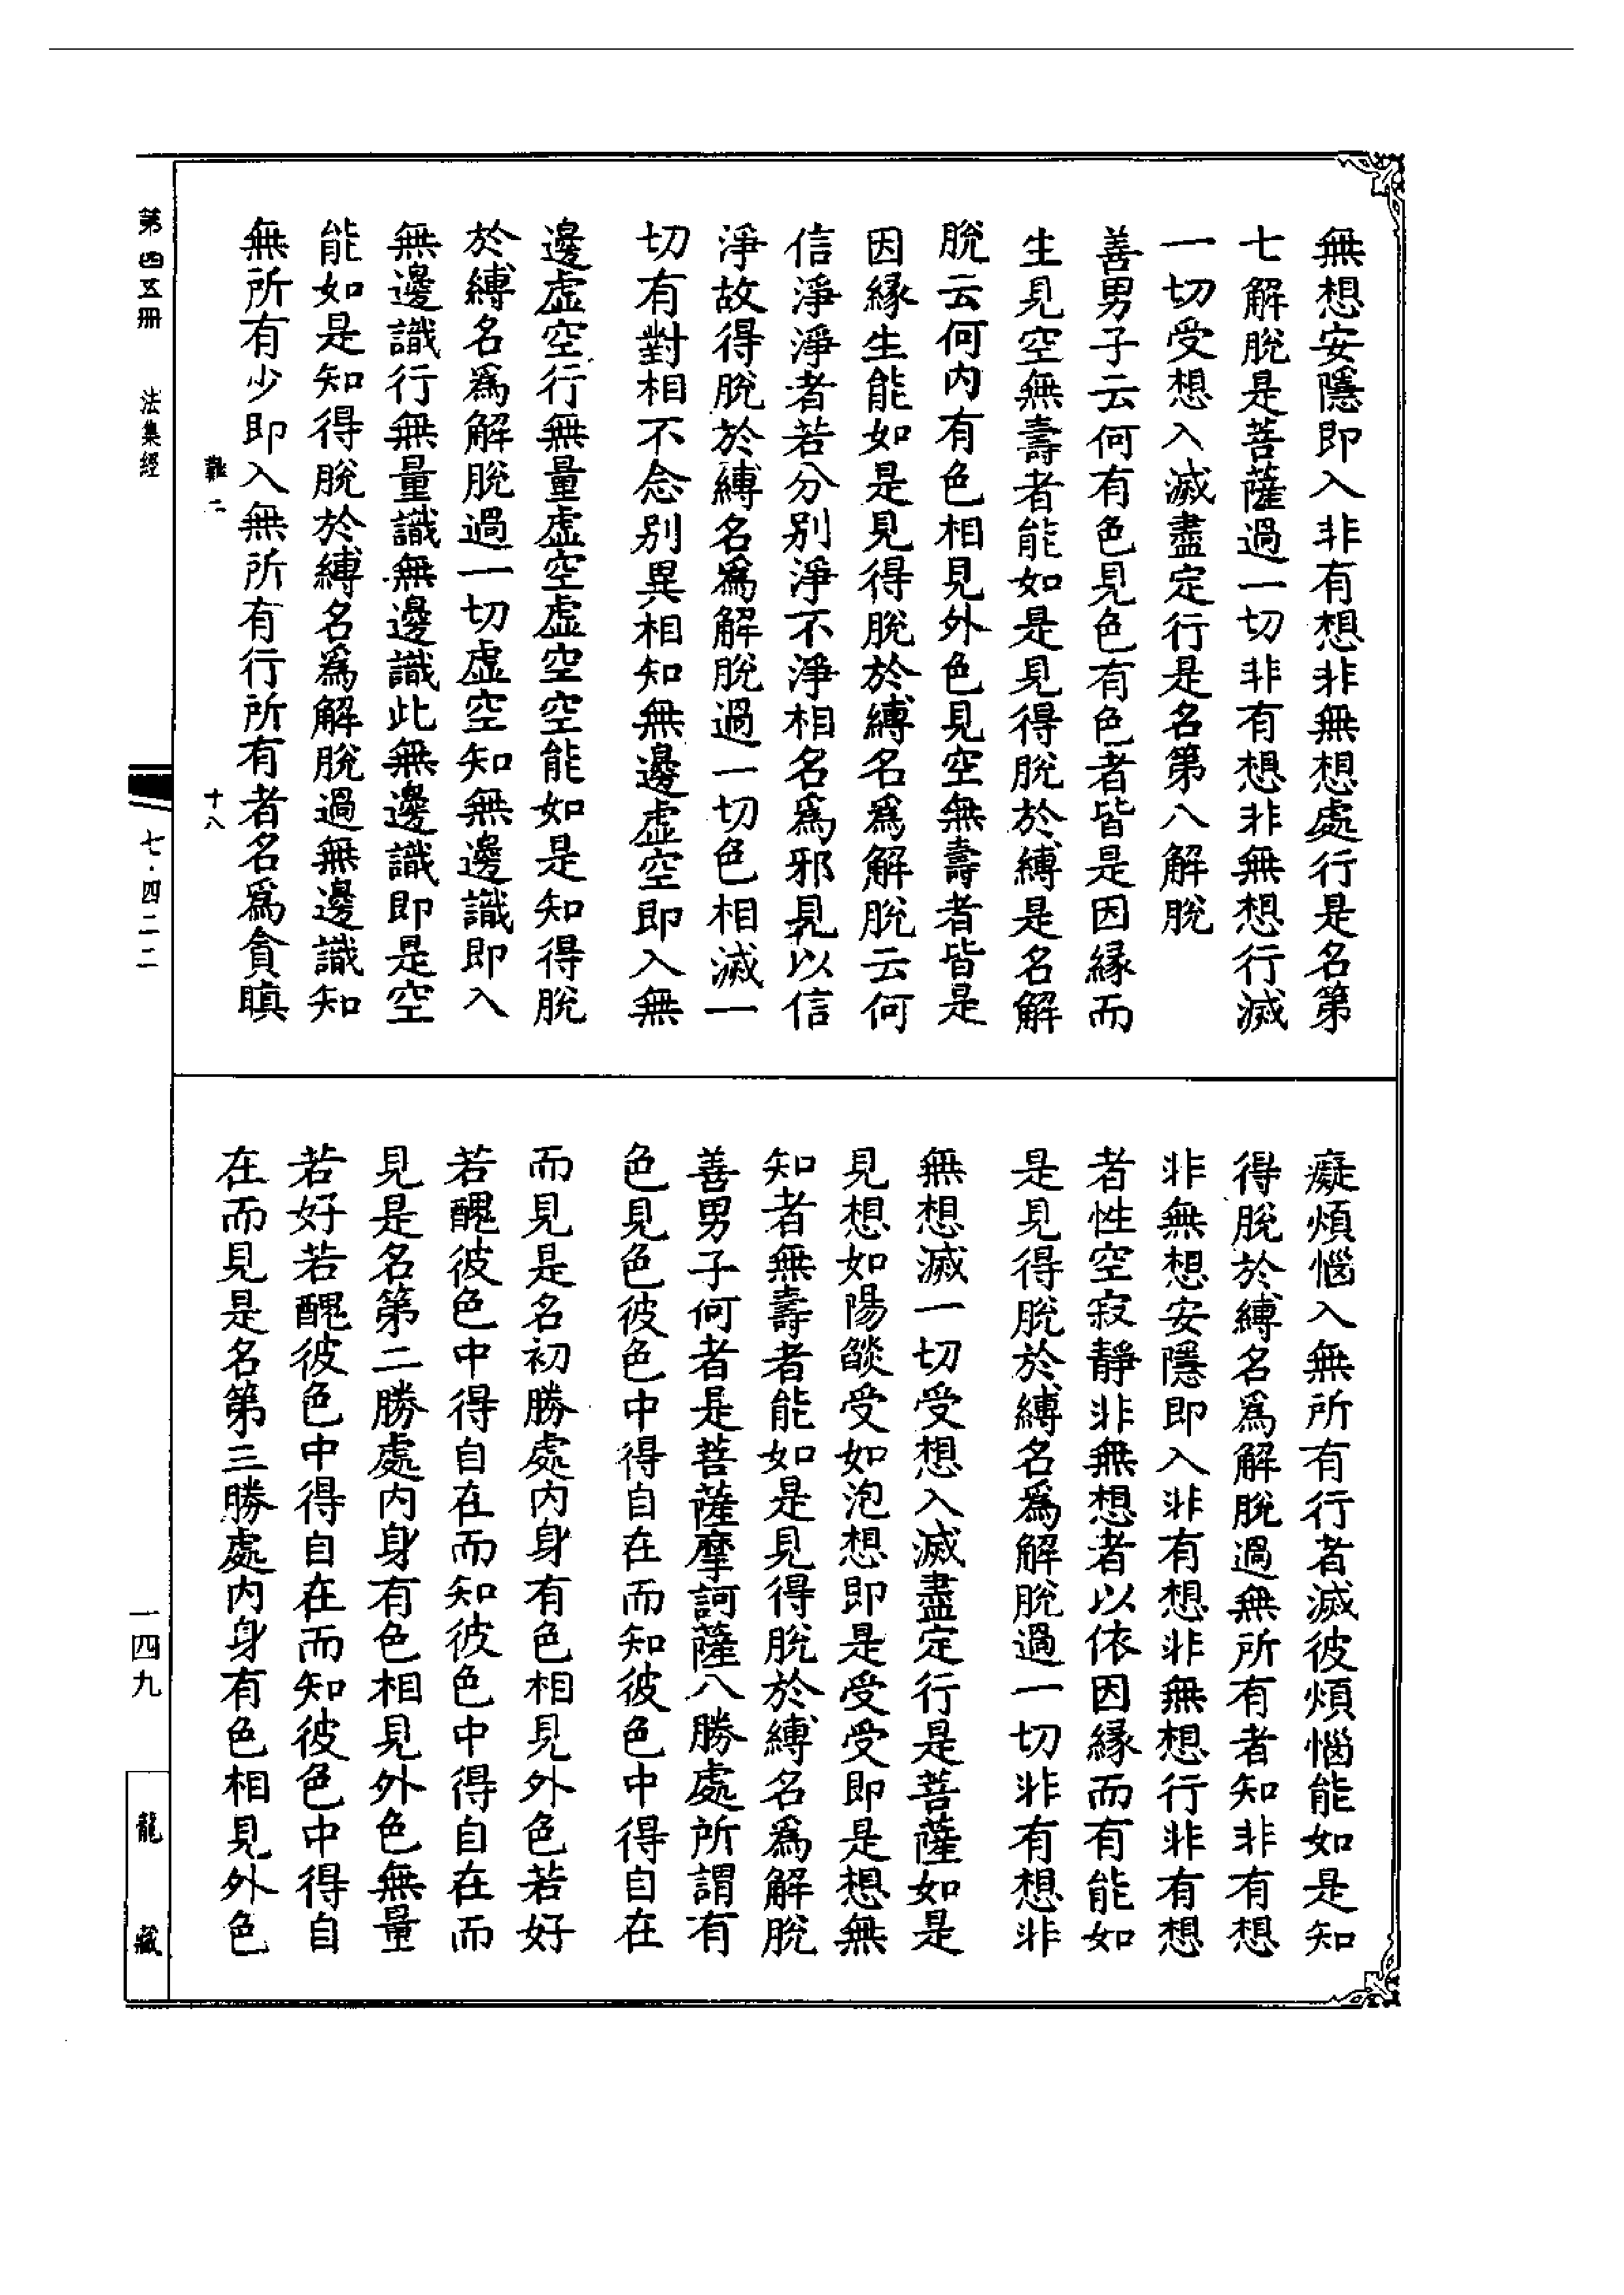 無想安隱即入非有想非無想處行是名第
七解脫是菩薩過一切非有想非無想行滅
一切受想入滅盡定行是名第八解脫
善男子云何有色見色有色者皆是因緣而
生見空無壽者能如是見得脫於縛是名解
脫云何內有色相見外色見空無壽者皆是
因緣生能如是見得脫於縛名爲解脫云何
信淨淨者若分別淨不淨相名爲邪見以信
淨故得脫於縛名爲解脫過一切色相滅一
切有對相不念別異相知無邊虛空即入無
邊虛空行無量虛空虛空空能如是知得脫
於縛名爲解脫過一切虛空知無邊識即入
無邊識行無量識無邊識此無邊識即是空
能如是知得脫於縛名爲解脫過無邊識知
無所有少即入無所有行所有者名爲貪瞋
難二 十八
癡煩惱入無所有行者滅彼煩惱能如是知
得脫於縛名爲解脫過無所有者知非有想
非無想安隱即入非有想非無想行非有想
者性空寂靜非無想者以依因緣而有能如
是見得脫於縛名爲解脫過一切非有想非
無想滅一切受想入滅盡定行是菩薩如是
見想如陽燄受如泡想即是受受即是想無
知者無壽者能如是見得脫於縛名爲解脫
善男子何者是菩薩摩訶薩八勝處所謂有
色見色彼色中得自在而知彼色中得自在
而見是名初勝處內身有色相見外色若好
若醜彼色中得自在而知彼色中得自在而
見是名第二勝處內身有色相見外色無量
若好若醜彼色中得自在而知彼色中得自
在而見是名第三勝處內身有色相見外色
第四五冊 法集經
七·四二二
一四九
龍藏